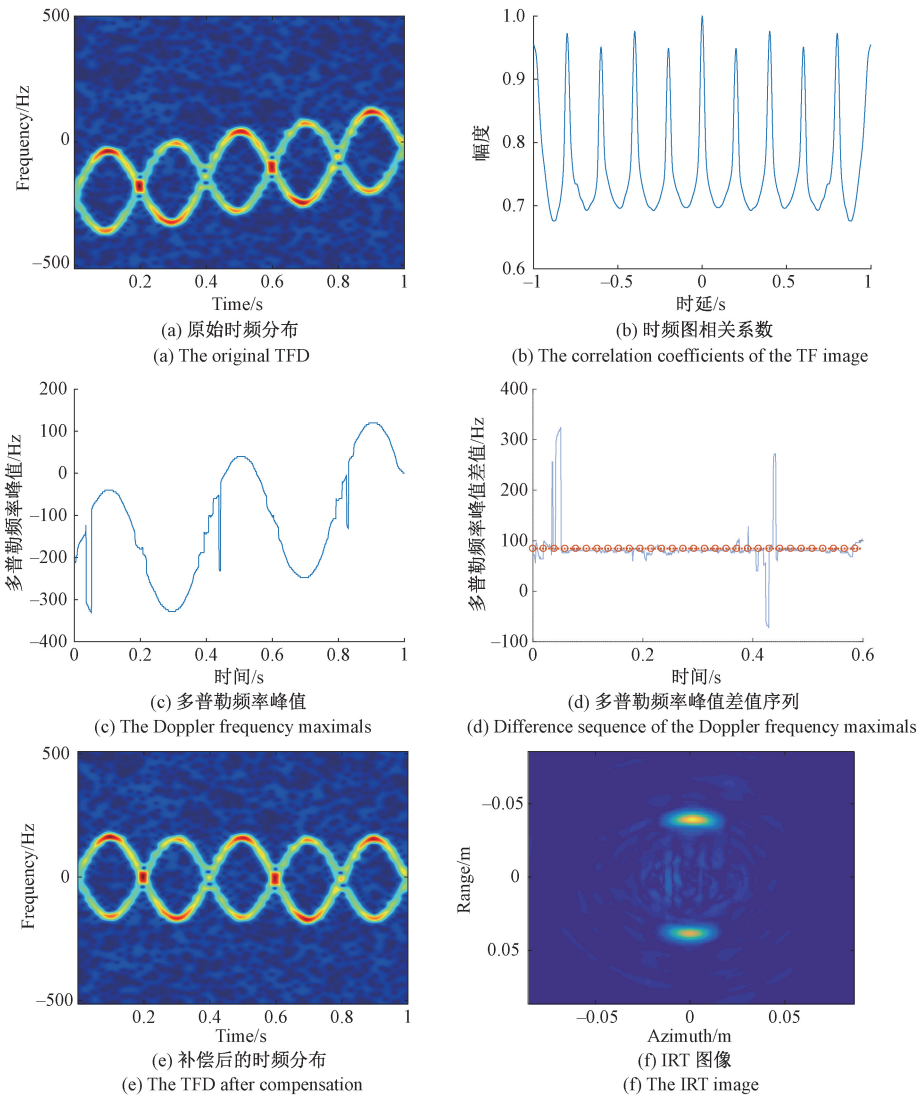 500
0
−500
Frequency/Hz
0.2 0.4 0.6 0.8 1
Time/s
(a) 原始时频分布
(a) The original TFD
1.0
0.9
0.8
0.7
0.6
幅度
−1 −0.5 0 0.5 1
时延/s
(b) 时频图相关系数
(b) The correlation coefficients of the TF image
200
100
0
−100
−200
−300
−400
多普勒频率峰值/Hz
0 0.2 0.4 0.6 0.8 1
时间/s
(c) 多普勒频率峰值
(c) The Doppler frequency maximals
400
300
200
100
0
−100
多普勒频率峰值差值/Hz
0 0.2 0.4 0.6
时间/s
(d) 多普勒频率峰值差值序列
(d) Difference sequence of the Doppler frequency maximals
500
0
−500
Frequency/Hz
0.2 0.4 0.6 0.8 1
Time/s
(e) 补偿后的时频分布
(e) The TFD after compensation
−0.05
0
0.05
Range/m
−0.05 0 0.05
Azimuth/m
(f) IRT 图像
(f) The IRT image